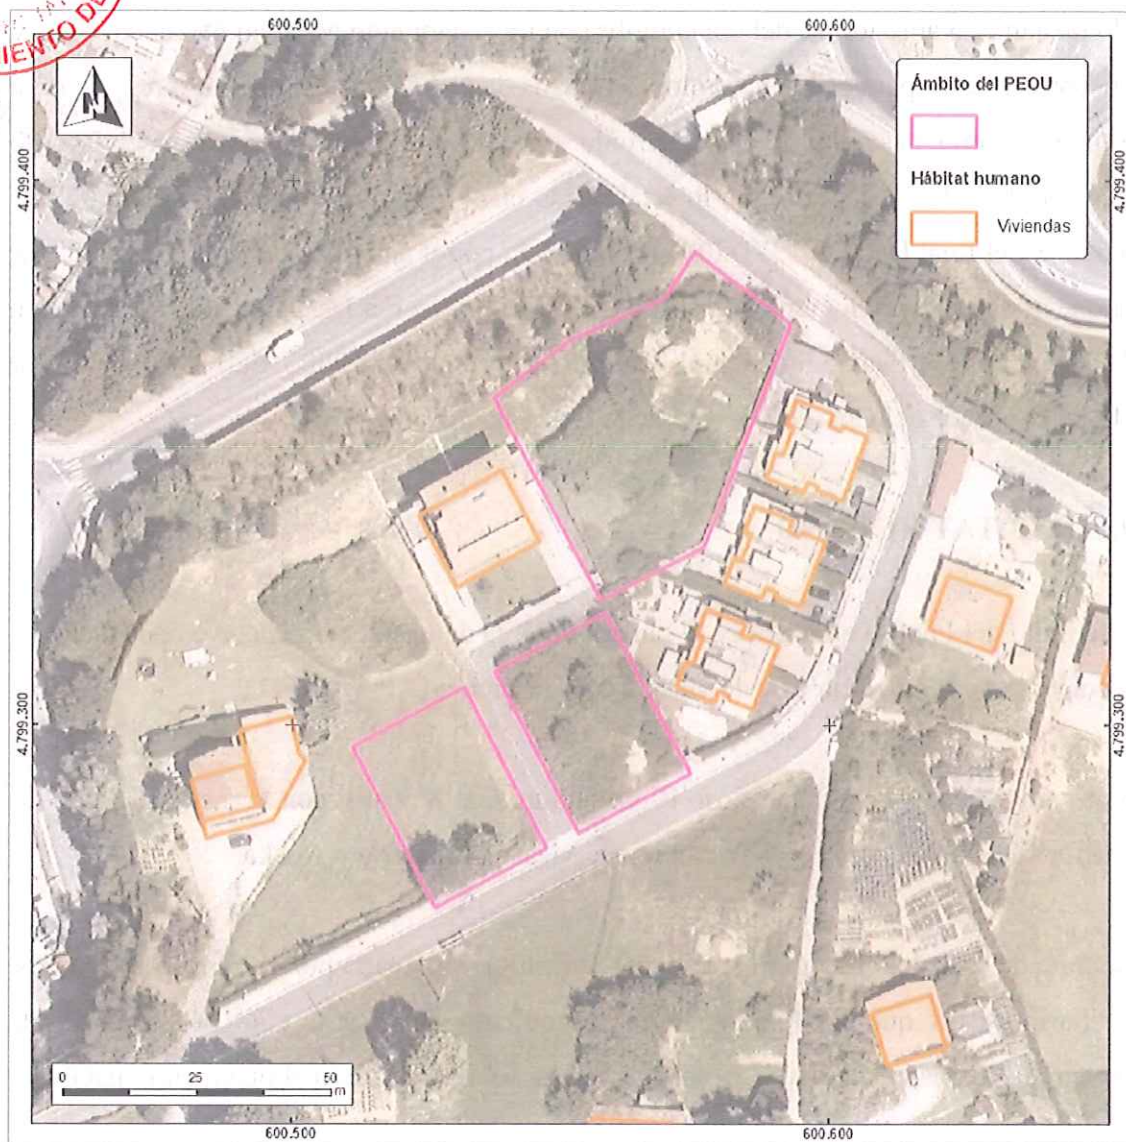 IENTO D
600.500 600.600
N
Ámbito del PEOU
Hábitat humano
Viviendas
4.799.400 4.799.400
4.799.300 4.799.300
0 25 50
m
600.500 600.600